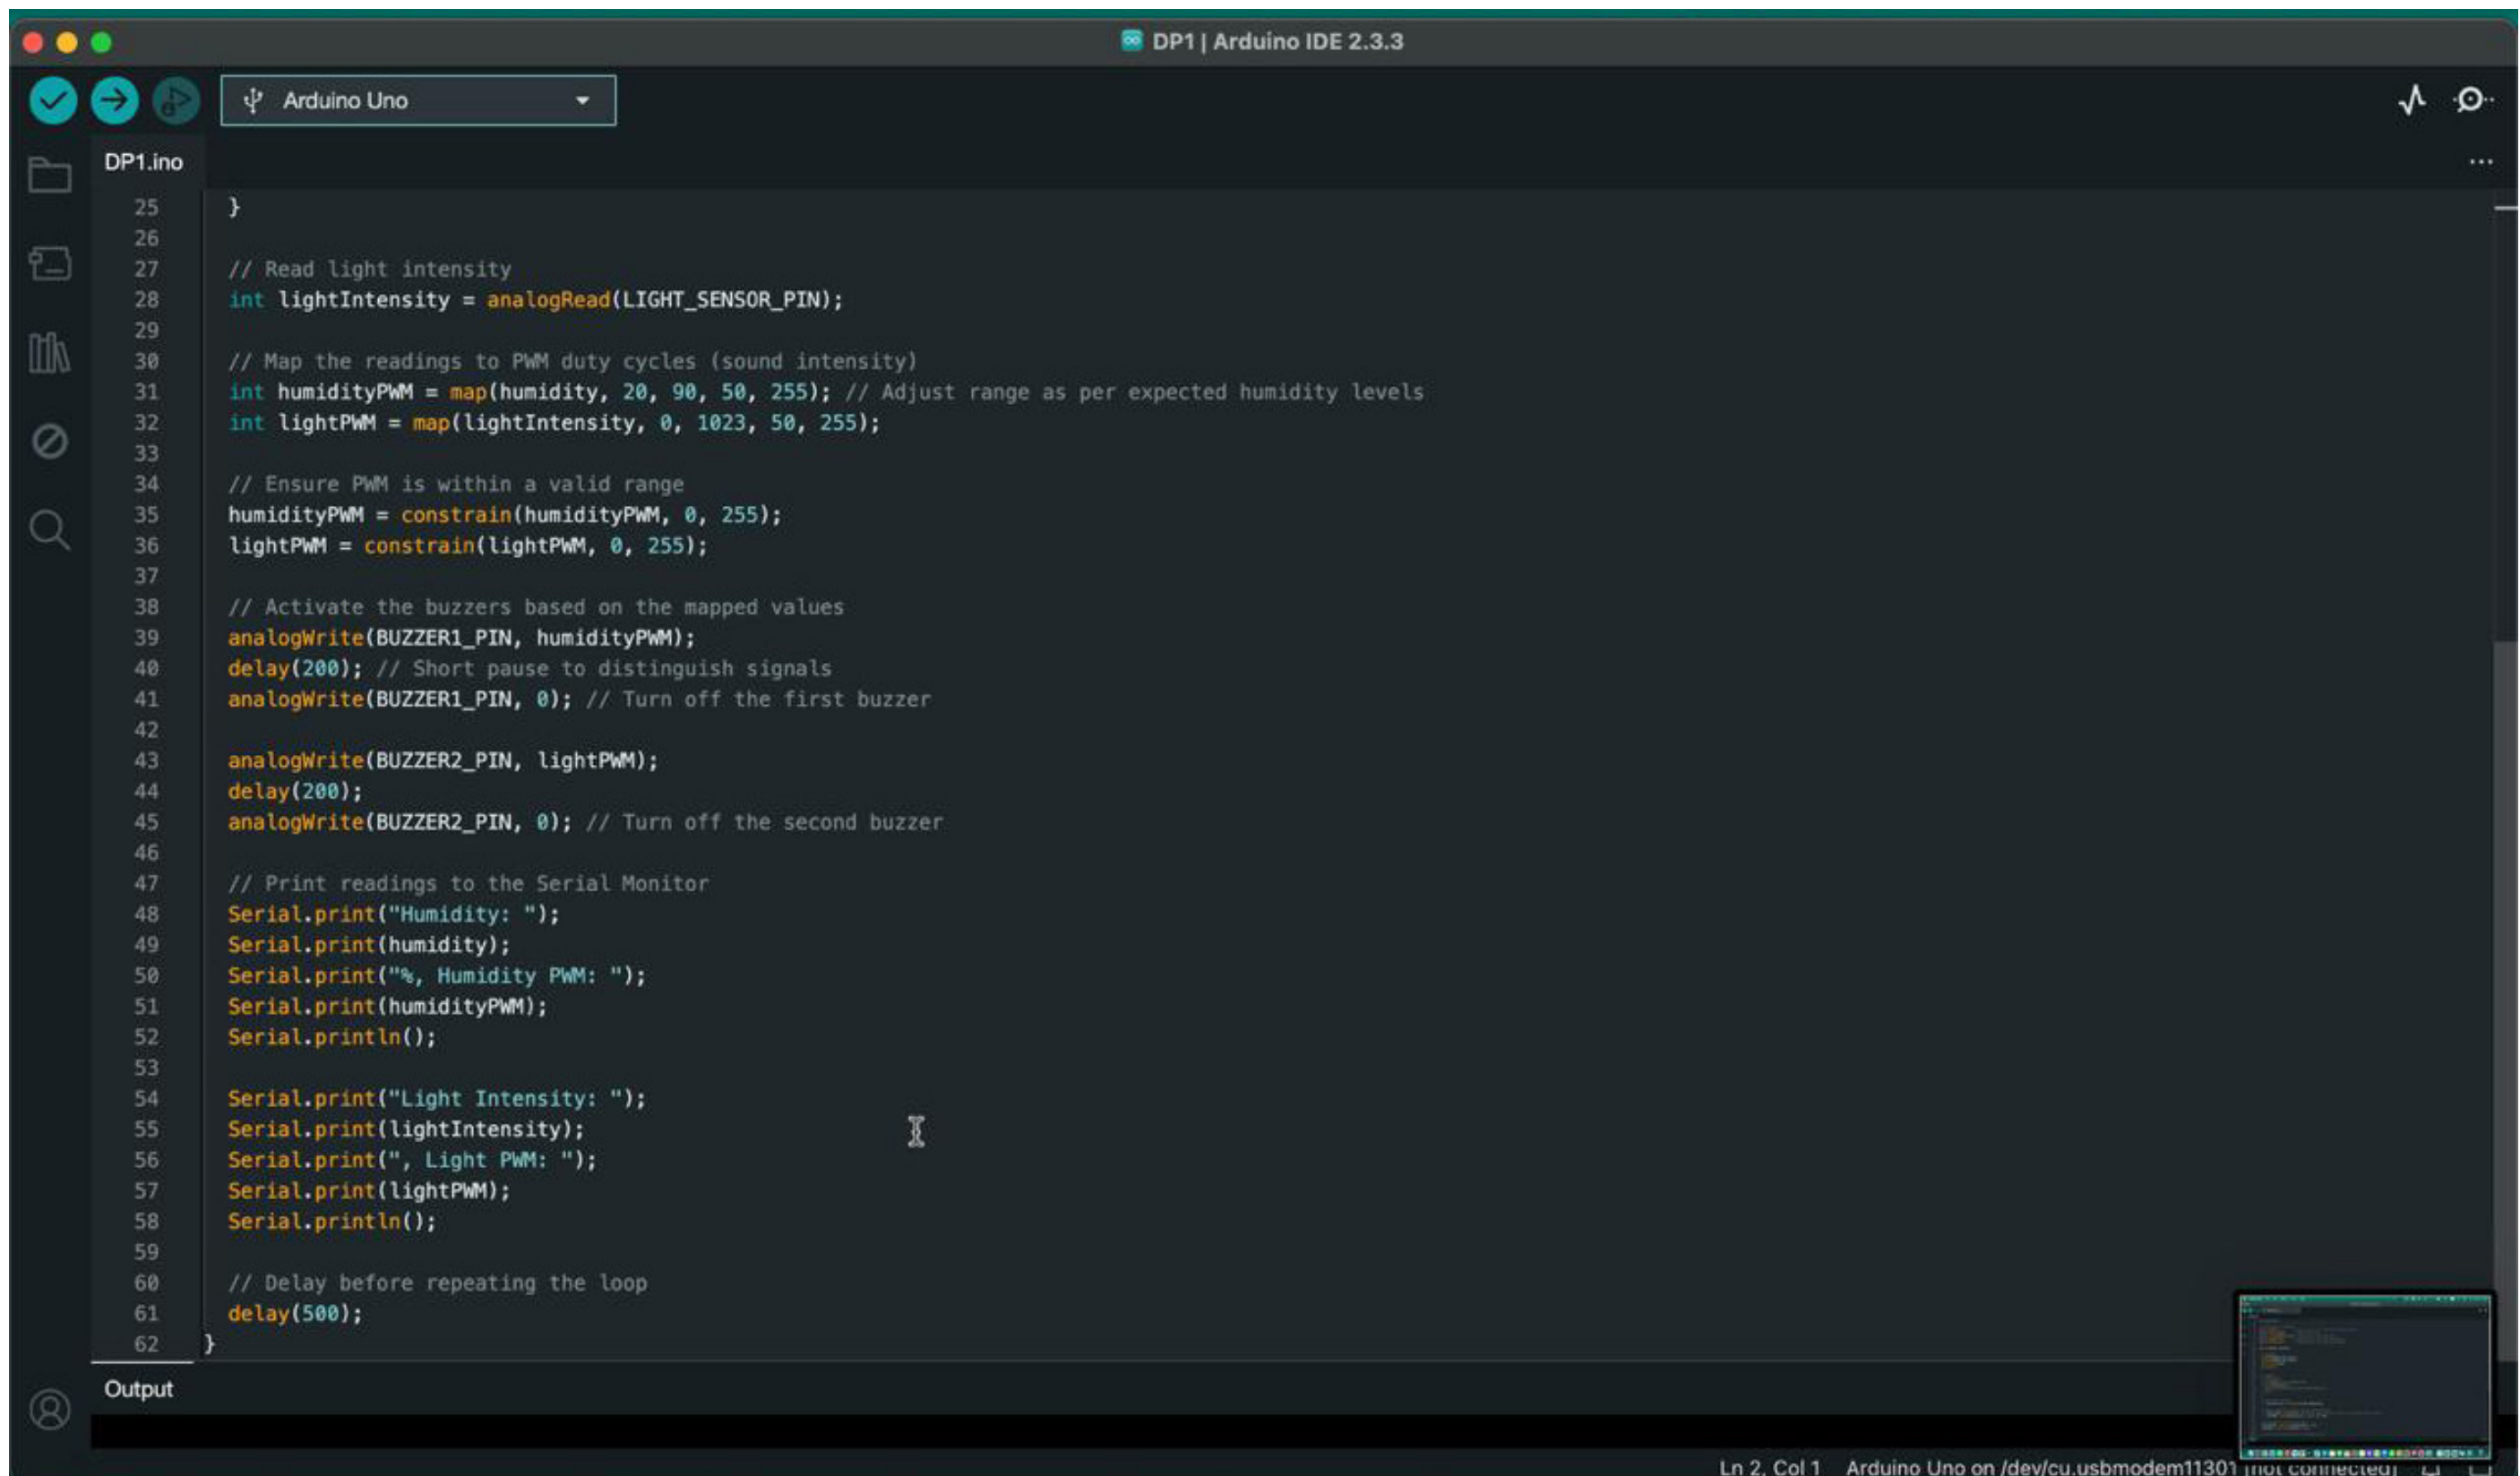 DP1 | Arduino IDE 2.3.3
Arduino Uno
DP1.ino
25 }
26
27 // Read light intensity
28 int lightIntensity = analogRead(LIGHT_SENSOR_PIN);
29
30 // Map the readings to PWM duty cycles (sound intensity)
31 int humidityPWM = map(humidity, 20, 90, 50, 255); // Adjust range as per expected humidity levels
32 int lightPWM = map(lightIntensity, 0, 1023, 50, 255);
33
34 // Ensure PWM is within a valid range
35 humidityPWM = constrain(humidityPWM, 0, 255);
36 lightPWM = constrain(lightPWM, 0, 255);
37
38 // Activate the buzzers based on the mapped values
39 analogWrite(BUZZER1_PIN, humidityPWM);
40 delay(200); // Short pause to distinguish signals
41 analogWrite(BUZZER1_PIN, 0); // Turn off the first buzzer
42
43 analogWrite(BUZZER2_PIN, lightPWM);
44 delay(200);
45 analogWrite(BUZZER2_PIN, 0); // Turn off the second buzzer
46
47 // Print readings to the Serial Monitor
48 Serial.print("Humidity: ");
49 Serial.print(humidity);
50 Serial.print("%, Humidity PWM: ");
51 Serial.print(humidityPWM);
52 Serial.println();
53
54 Serial.print("Light Intensity: ");
55 Serial.print(lightIntensity);
56 Serial.print(", Light PWM: ");
57 Serial.print(lightPWM);
58 Serial.println();
59
60 // Delay before repeating the loop
61 delay(500);
62 }
Output
Ln 2, Col 1 Arduino Uno on /dev/cu.usbmodem11301 [not connected]